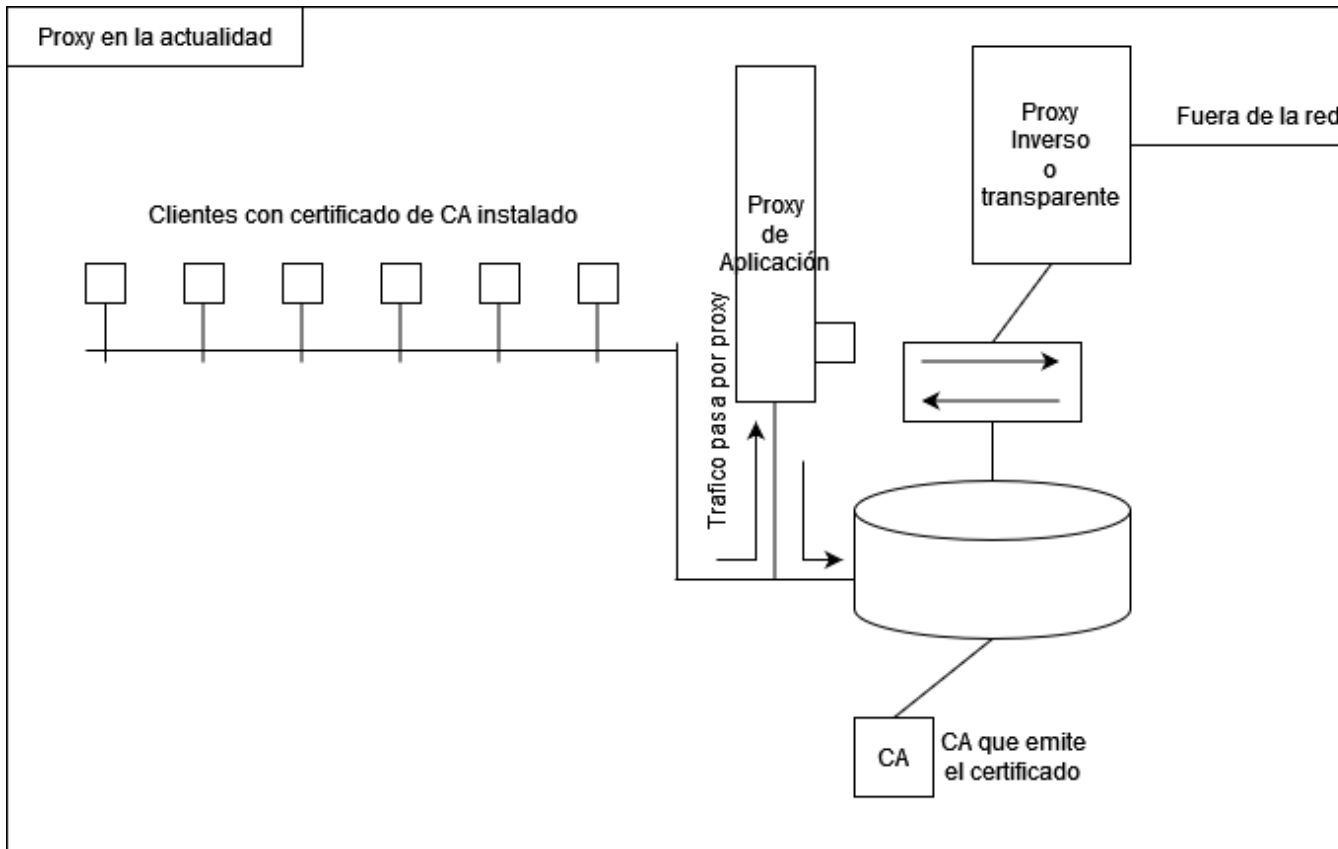 Proxy en la actualidad
Proxy
Inverso
o
transparente
Fuera de la red
Clientes con certificado de CA instalado
Proxy
de
Aplicación
Trafico pasa por proxy
CA
CA que emite
el certificado